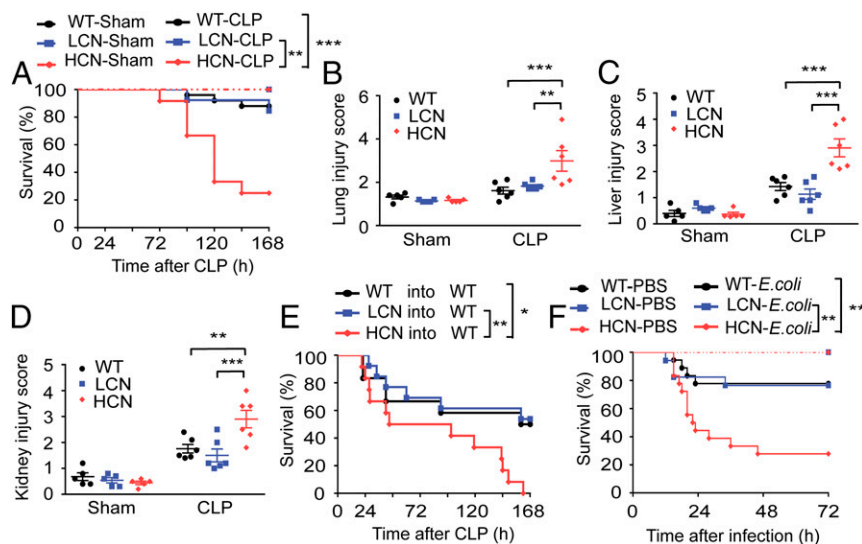 WT-Sham WT-CLP
LCN-Sham LCN-CLP ** ***
HCN-Sham HCN-CLP
A
Survival (%)
100
80
60
40
20
0
0 24 72 120 168
Time after CLP (h)
B
Lung injury score
6
4
2
0
WT
LCN
HCN
***
**
Sham CLP
C
Liver injury score
5
4
3
2
1
0
WT
LCN
HCN
***
***
Sham CLP
D
Kidney injury score
5
4
3
2
1
0
WT
LCN
HCN
**
***
Sham CLP
E
WT into WT
LCN into WT ** *
HCN into WT
Survival (%)
100
80
60
40
20
0
0 24 72 120 168
Time after CLP (h)
F
WT-PBS WT-E.coli
LCN-PBS LCN-E.coli ** **
HCN-PBS HCN-E.coli
Survival (%)
100
80
60
40
20
0
0 24 48 72
Time after infection (h)